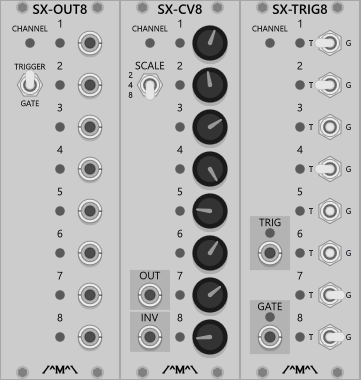 SX-OUT8
1
CHANNEL
2
TRIGGER
GATE
3
4
5
6
7
8
/^M^\
SX-CV8
1
CHANNEL
2
SCALE
2
4
8
3
4
5
6
7
OUT
8
INV
/^M^\
SX-TRIG8
1
CHANNEL
T G
2
T G
3
T G
4
T G
5
T G
6
TRIG
T G
7
T G
8
GATE
T G
/^M^\